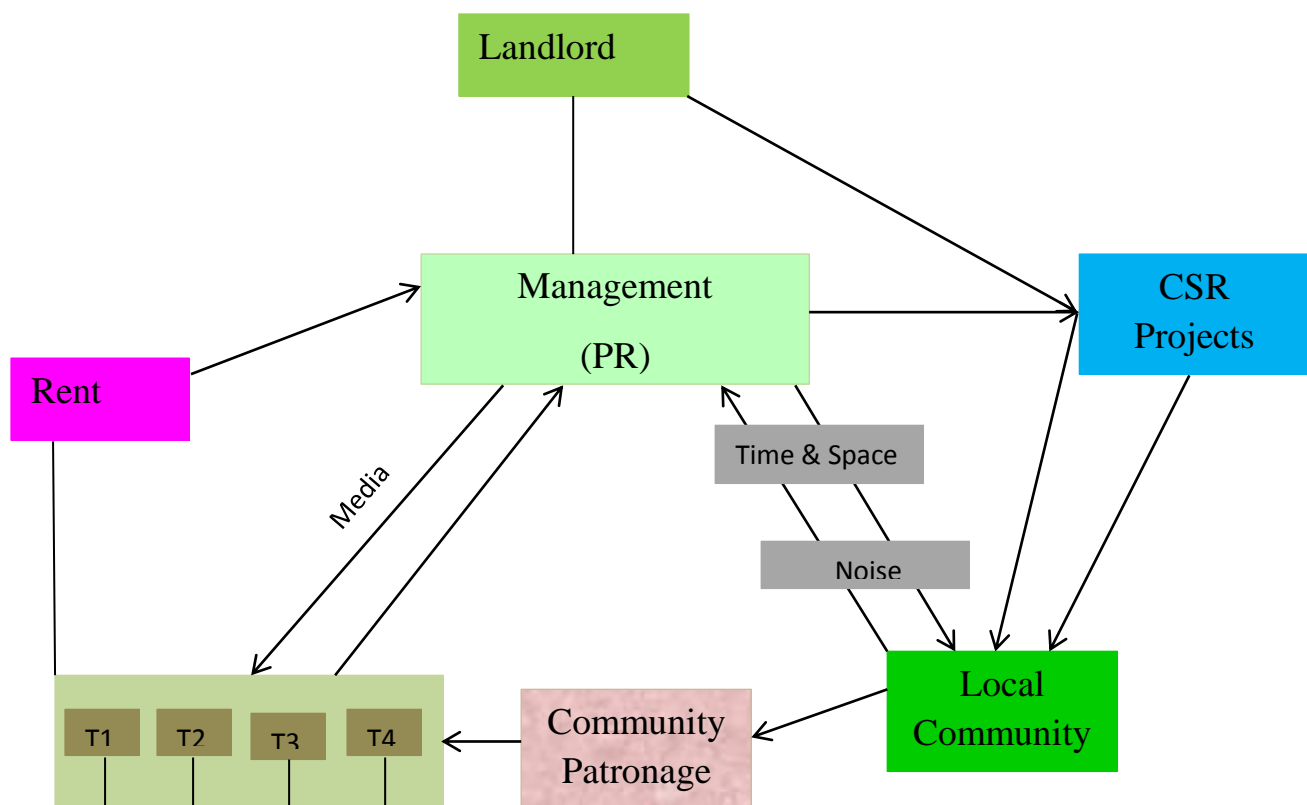 Landlord
Management
(PR)
CSR
Projects
Rent
Time & Space
Media
Noise
Local
Community
Community
Patronage
T1
T2
T3
T4